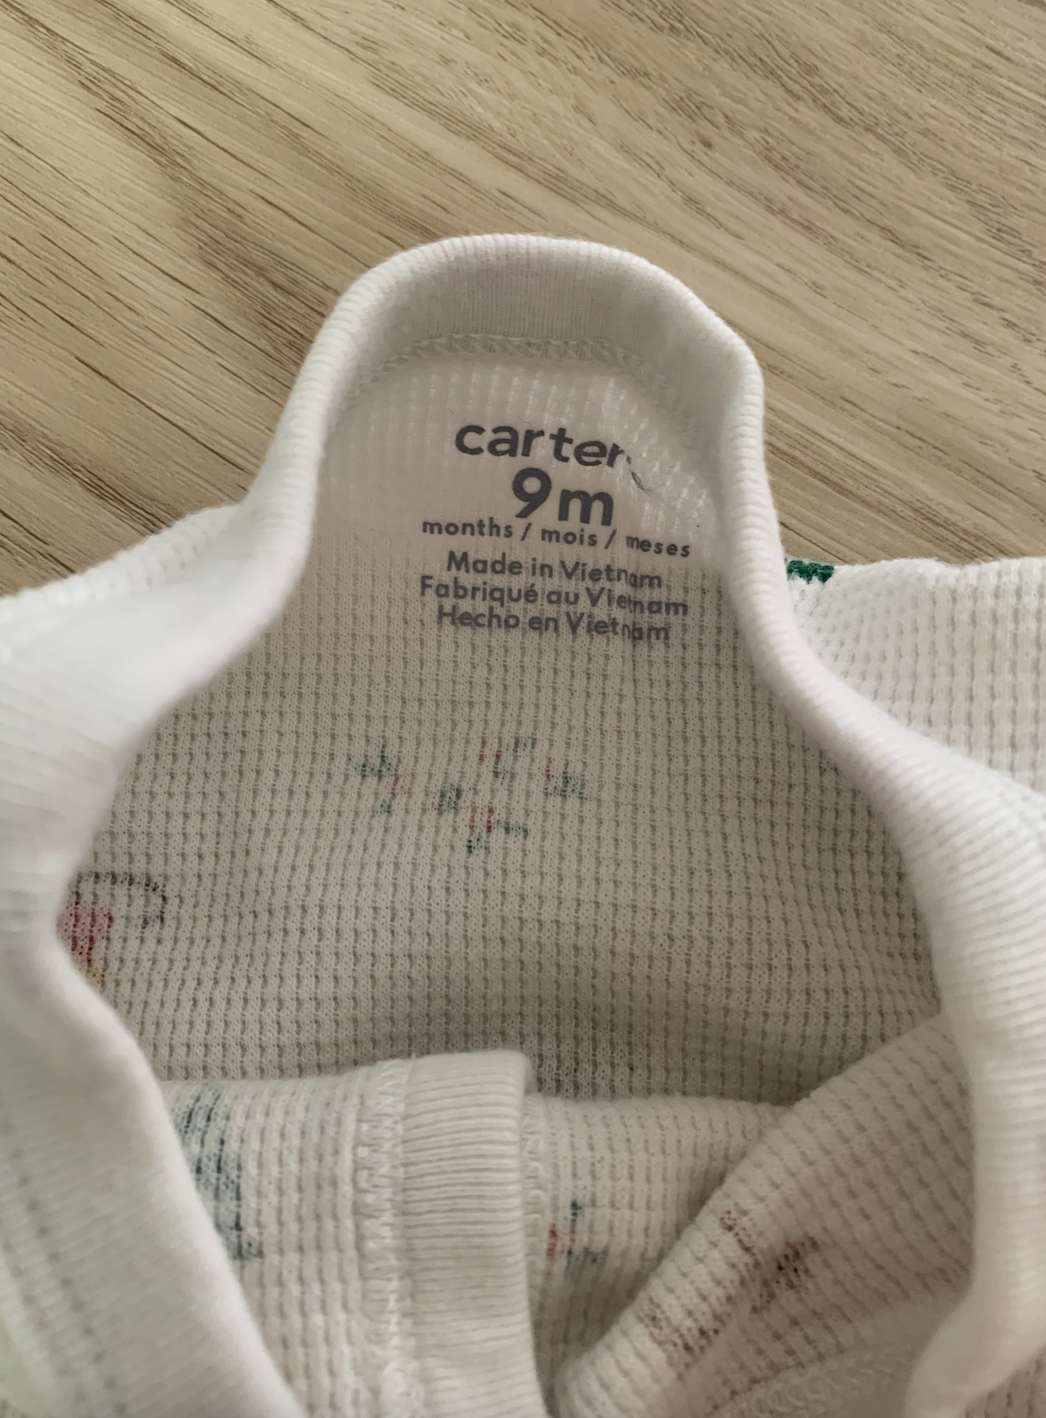 carter
9m
months / mois / meses
Made in Vietnam
Fabriqué au Vietnam
Hecho en Vietnam